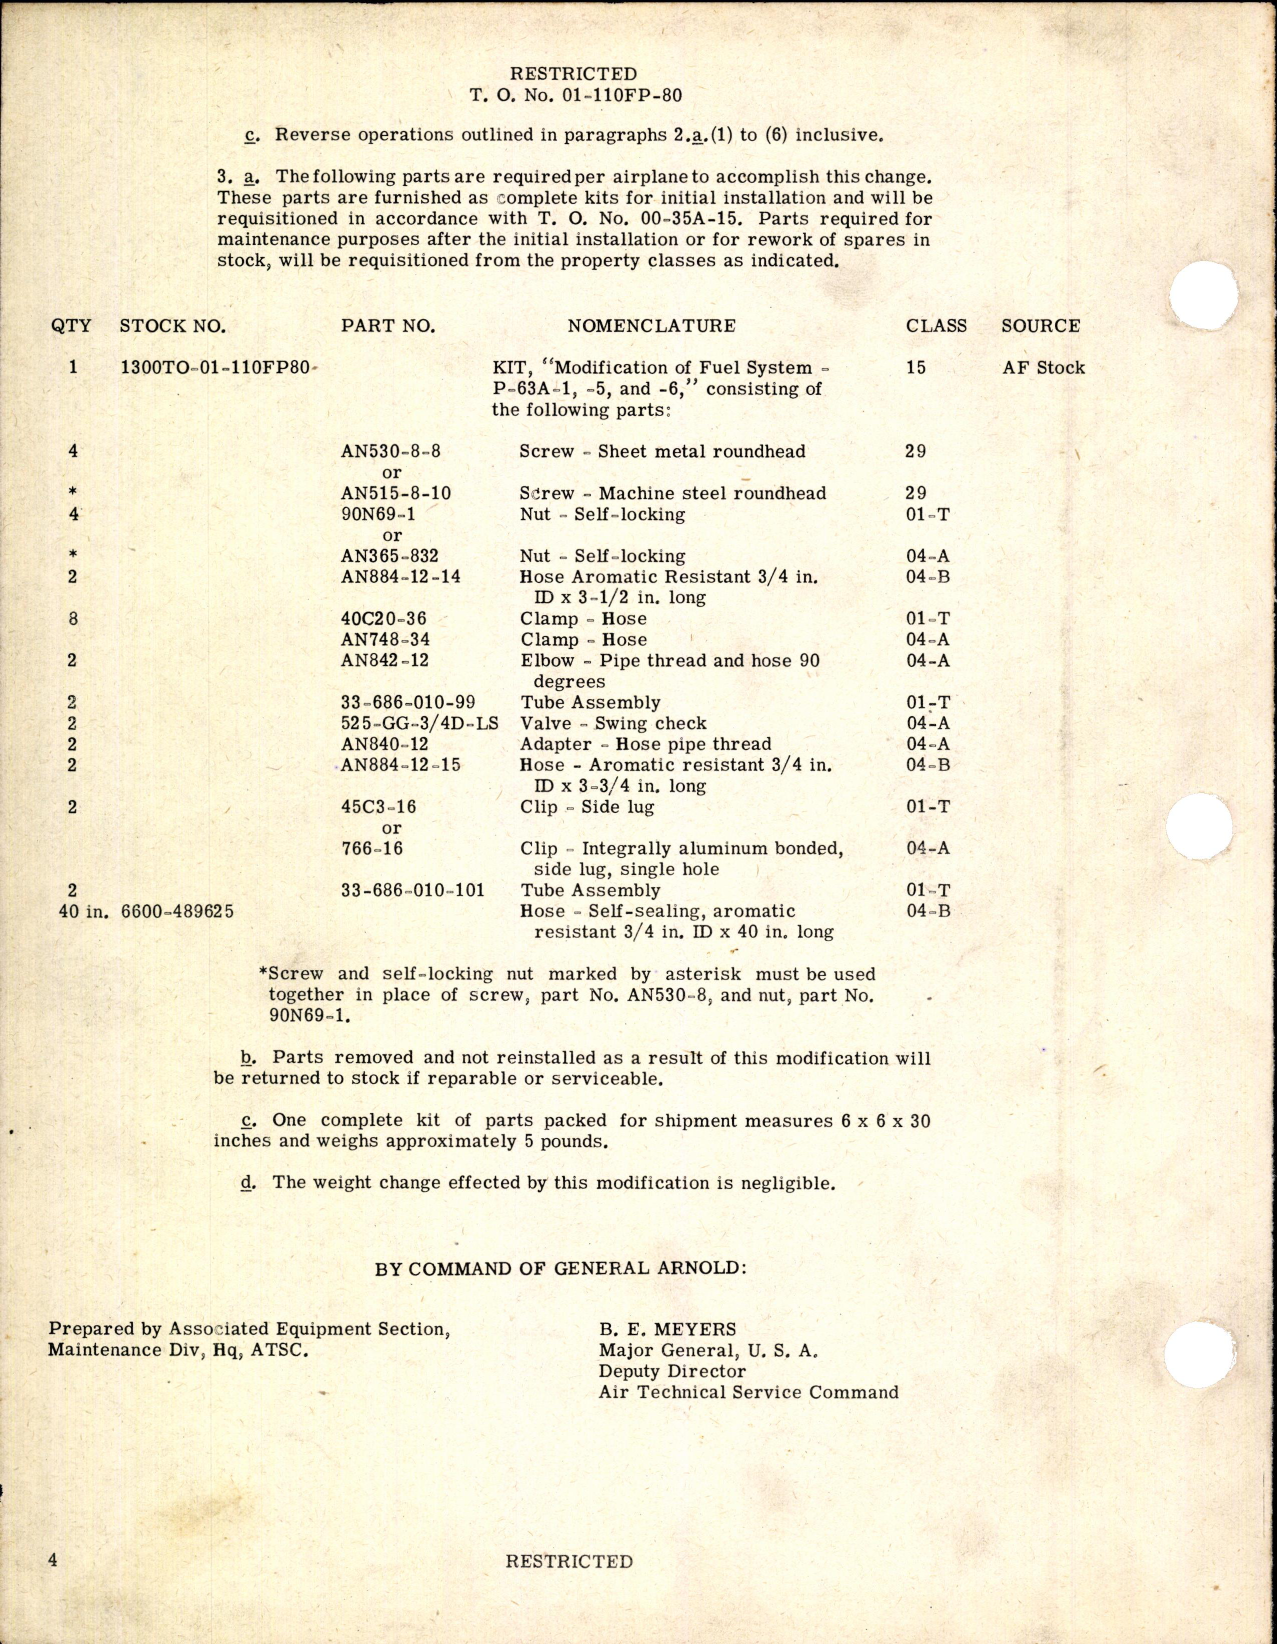 RESTRICTED
T. O. No. 01-110FP-80
c. Reverse operations outlined in paragraphs 2.a.(1) to (6) inclusive.
3. a. The following parts are required per airplane to accomplish this change.
These parts are furnished as complete kits for initial installation and will be
requisitioned in accordance with T. O. No. 00-35A-15. Parts required for
maintenance purposes after the initial installation or for rework of spares in
stock, will be requisitioned from the property classes as indicated.
QTY STOCK NO. PART NO. NOMENCLATURE CLASS SOURCE
1 1300TO-01-110FP80 KIT, "Modification of Fuel System - 15 AF Stock
P-63A-1, -5, and -6," consisting of
the following parts:
4 AN530-8-8 Screw - Sheet metal roundhead 29
or
* AN515-8-10 Screw - Machine steel roundhead 29
4 90N69-1 Nut - Self-locking 01-T
or
* AN365-832 Nut - Self-locking 04-A
2 AN884-12-14 Hose Aromatic Resistant 3/4 in. 04-B
ID x 3-1/2 in. long
8 40C20-36 Clamp - Hose 01-T
AN748-34 Clamp - Hose 04-A
2 AN842-12 Elbow - Pipe thread and hose 90 04-A
degrees
2 33-686-010-99 Tube Assembly 01-T
2 525-GG-3/4D-LS Valve - Swing check 04-A
2 AN840-12 Adapter - Hose pipe thread 04-A
2 AN884-12-15 Hose - Aromatic resistant 3/4 in. 04-B
ID x 3-3/4 in. long
2 45C3-16 Clip - Side lug 01-T
or
766-16 Clip - Integrally aluminum bonded, 04-A
side lug, single hole
2 33-686-010-101 Tube Assembly 01-T
40 in. 6600-489625 Hose - Self-sealing, aromatic 04-B
resistant 3/4 in. ID x 40 in. long
*Screw and self-locking nut marked by asterisk must be used
together in place of screw, part No. AN530-8, and nut, part No.
90N69-1.
b. Parts removed and not reinstalled as a result of this modification will
be returned to stock if reparable or serviceable.
c. One complete kit of parts packed for shipment measures 6 x 6 x 30
inches and weighs approximately 5 pounds.
d. The weight change effected by this modification is negligible.
BY COMMAND OF GENERAL ARNOLD:
Prepared by Associated Equipment Section,
Maintenance Div, Hq, ATSC.
B. E. MEYERS
Major General, U. S. A.
Deputy Director
Air Technical Service Command
4
RESTRICTED